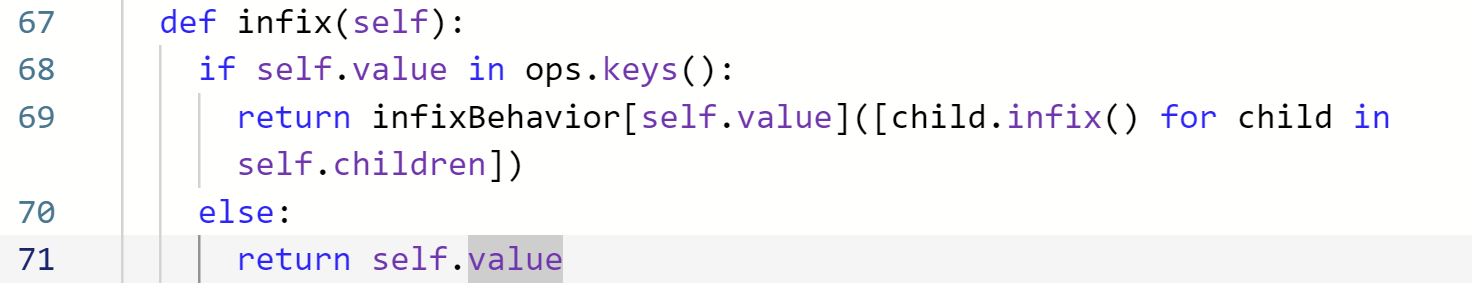 67 def infix(self):
68 if self.value in ops.keys():
69 return infixBehavior[self.value]([child.infix() for child in
self.children])
70 else:
71 return self.value